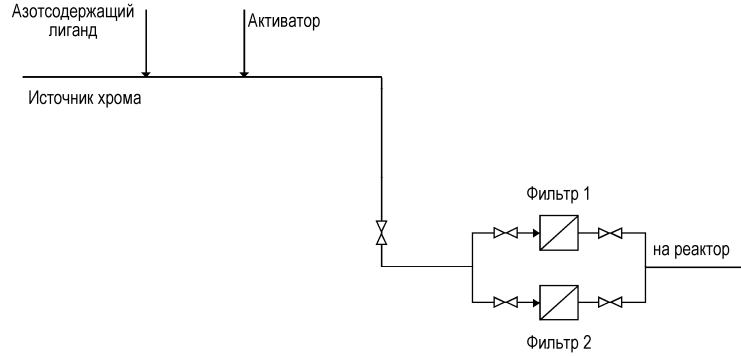 Азотсодержащий
лиганд
Активатор
Источник хрома
Фильтр 1
на реактор
Фильтр 2